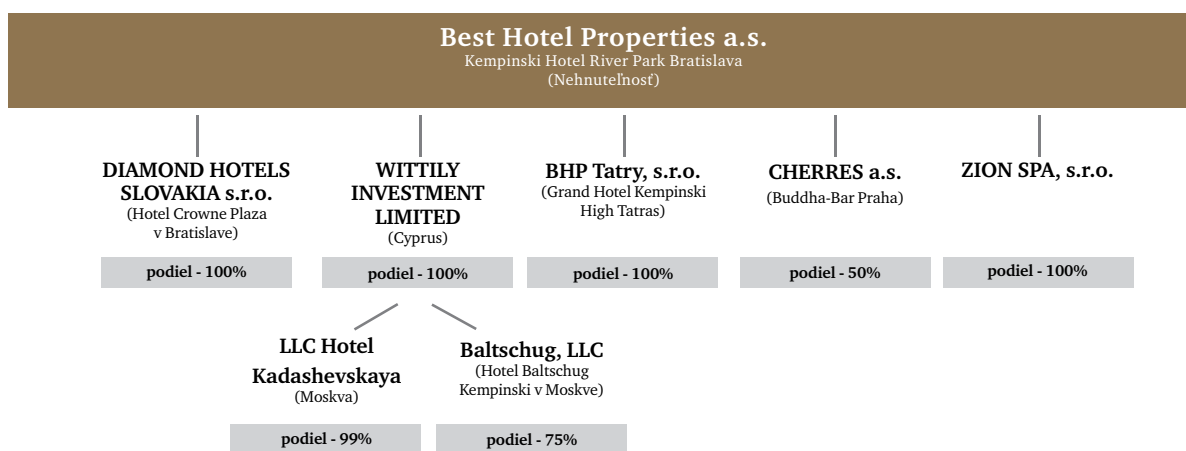 Best Hotel Properties a.s.
Kempinski Hotel River Park Bratislava
(Nehnuteľnosť)
DIAMOND HOTELS
SLOVAKIA s.r.o.
(Hotel Crowne Plaza
v Bratislave)
podiel - 100%
WITTILY
INVESTMENT
LIMITED
(Cyprus)
podiel - 100%
BHP Tatry, s.r.o.
(Grand Hotel Kempinski
High Tatras)
podiel - 100%
CHERRES a.s.
(Buddha-Bar Praha)
podiel - 50%
ZION SPA, s.r.o.
podiel - 100%
LLC Hotel
Kadashevskaya
(Moskva)
podiel - 99%
Baltschug, LLC
(Hotel Baltschug
Kempinski v Moskve)
podiel - 75%